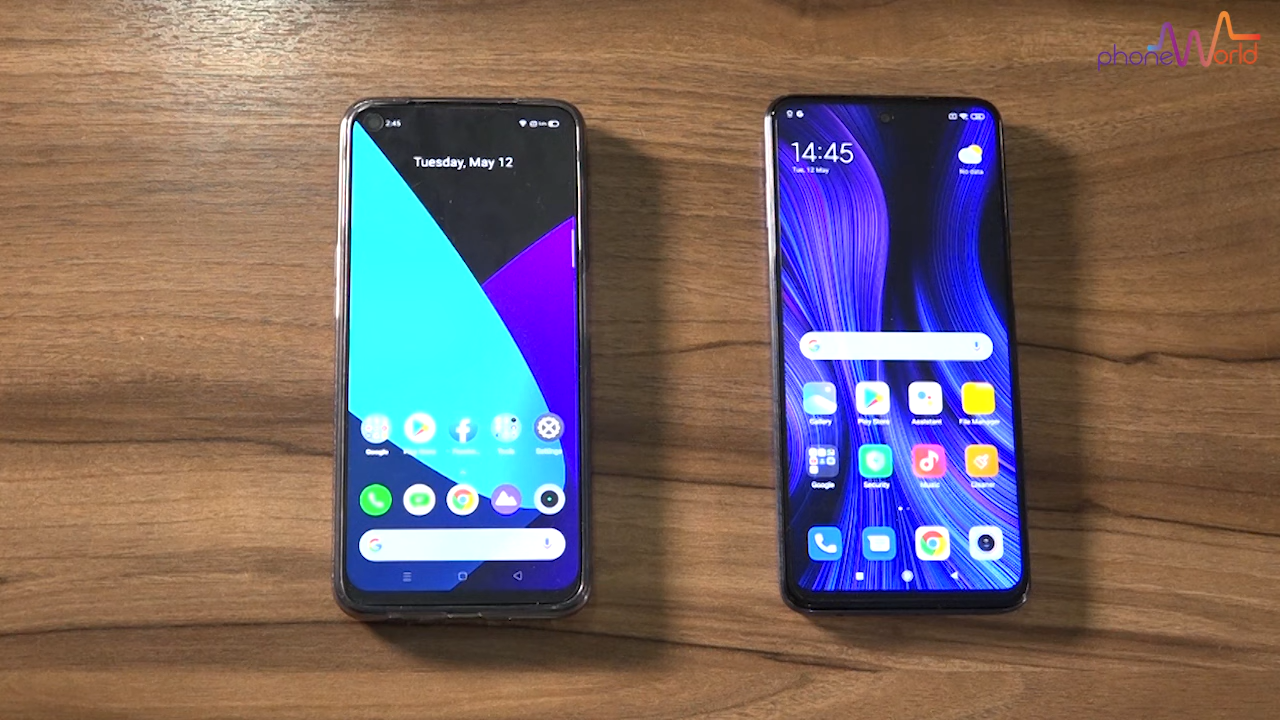 phoneWorld
2:45
Tuesday, May 12
Google
Settings
14:45
Tue, 12 May
No data
Gallery
Play Store
Assistant
File Manager
Google
Security
Music
Cleaner